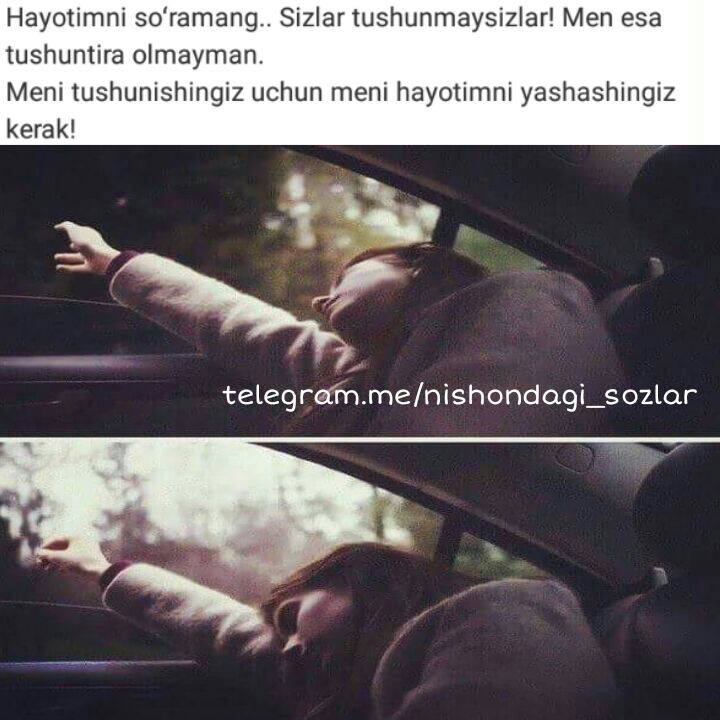 Hayotimni so‘ramang.. Sizlar tushunmaysizlar! Men esa
tushuntira olmayman.
Meni tushunishingiz uchun meni hayotimni yashashingiz
kerak!
telegram.me/nishondagi_sozlar